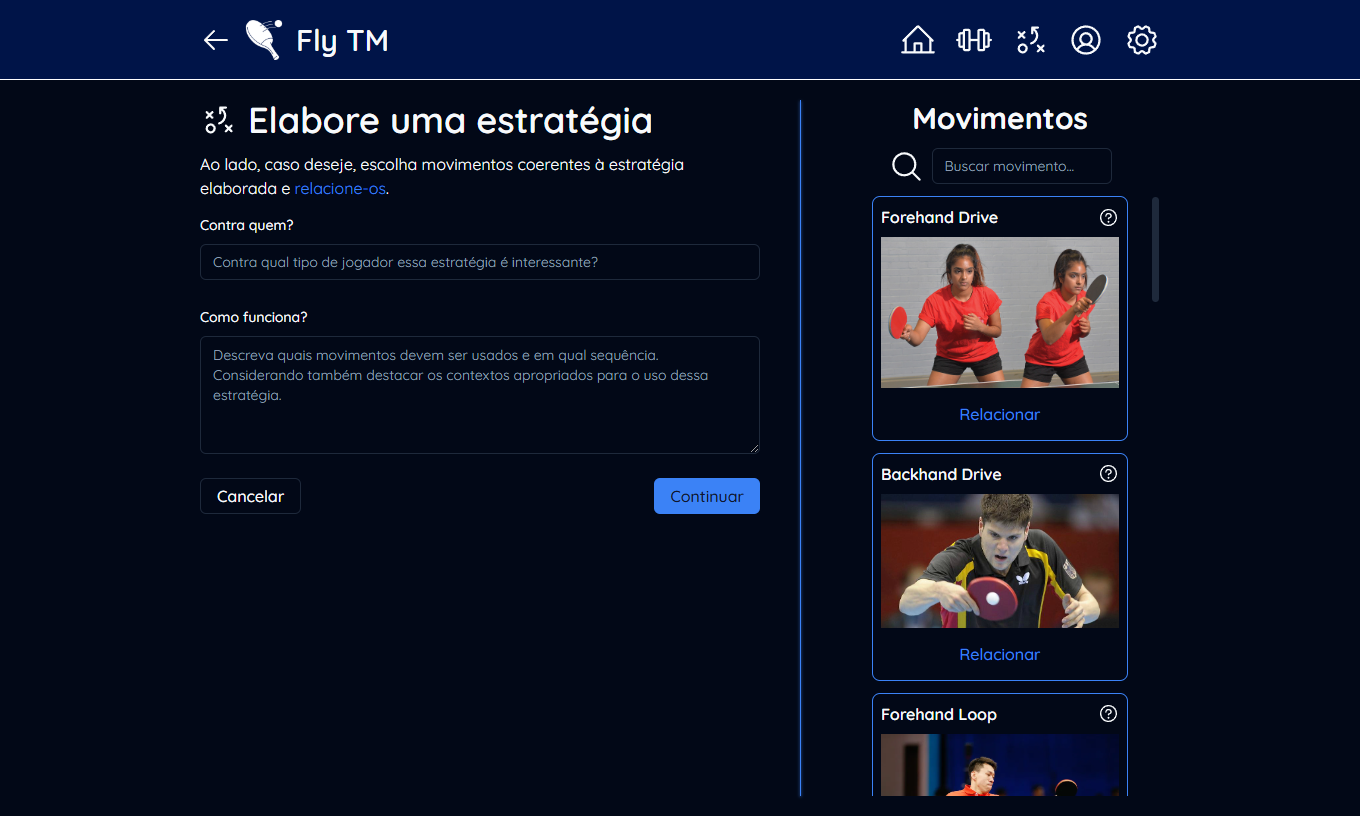 Fly TM
Elabore uma estratégia
Ao lado, caso deseje, escolha movimentos coerentes à estratégia
elaborada e relacione-os.
Contra quem?
Contra qual tipo de jogador essa estratégia é interessante?
Como funciona?
Descreva quais movimentos devem ser usados e em qual sequência.
Considerando também destacar os contextos apropriados para o uso dessa
estratégia.
Cancelar
Continuar
Movimentos
Buscar movimento...
Forehand Drive
Relacionar
Backhand Drive
Relacionar
Forehand Loop